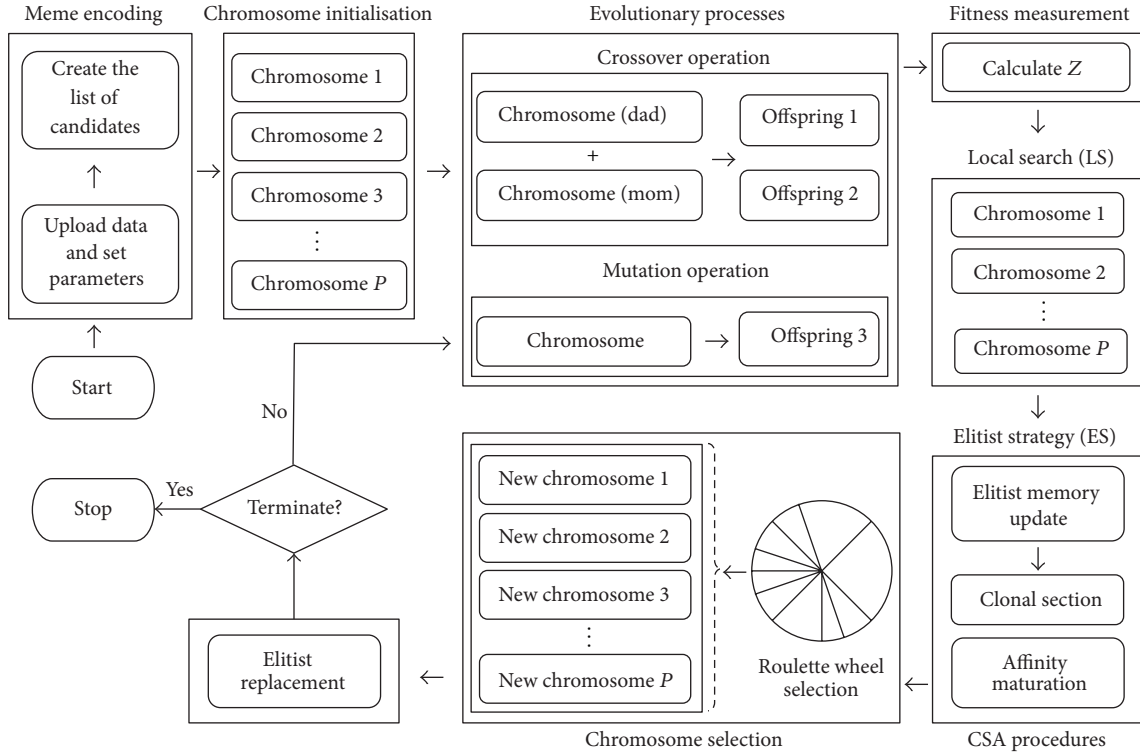 Meme encoding
Create the
list of
candidates
Upload data
and set
parameters
Start
Chromosome initialisation
Chromosome 1
Chromosome 2
Chromosome 3
⋮
Chromosome P
Evolutionary processes
Crossover operation
Chromosome (dad)
+
Chromosome (mom)
Offspring 1
Offspring 2
Mutation operation
Chromosome
Offspring 3
Fitness measurement
Calculate Z
Local search (LS)
Chromosome 1
Chromosome 2
⋮
Chromosome P
Elitist strategy (ES)
Elitist memory
update
Clonal section
Affinity
maturation
CSA procedures
Roulette wheel
selection
New chromosome 1
New chromosome 2
New chromosome 3
⋮
New chromosome P
Chromosome selection
Elitist
replacement
Terminate?
No
Yes
Stop